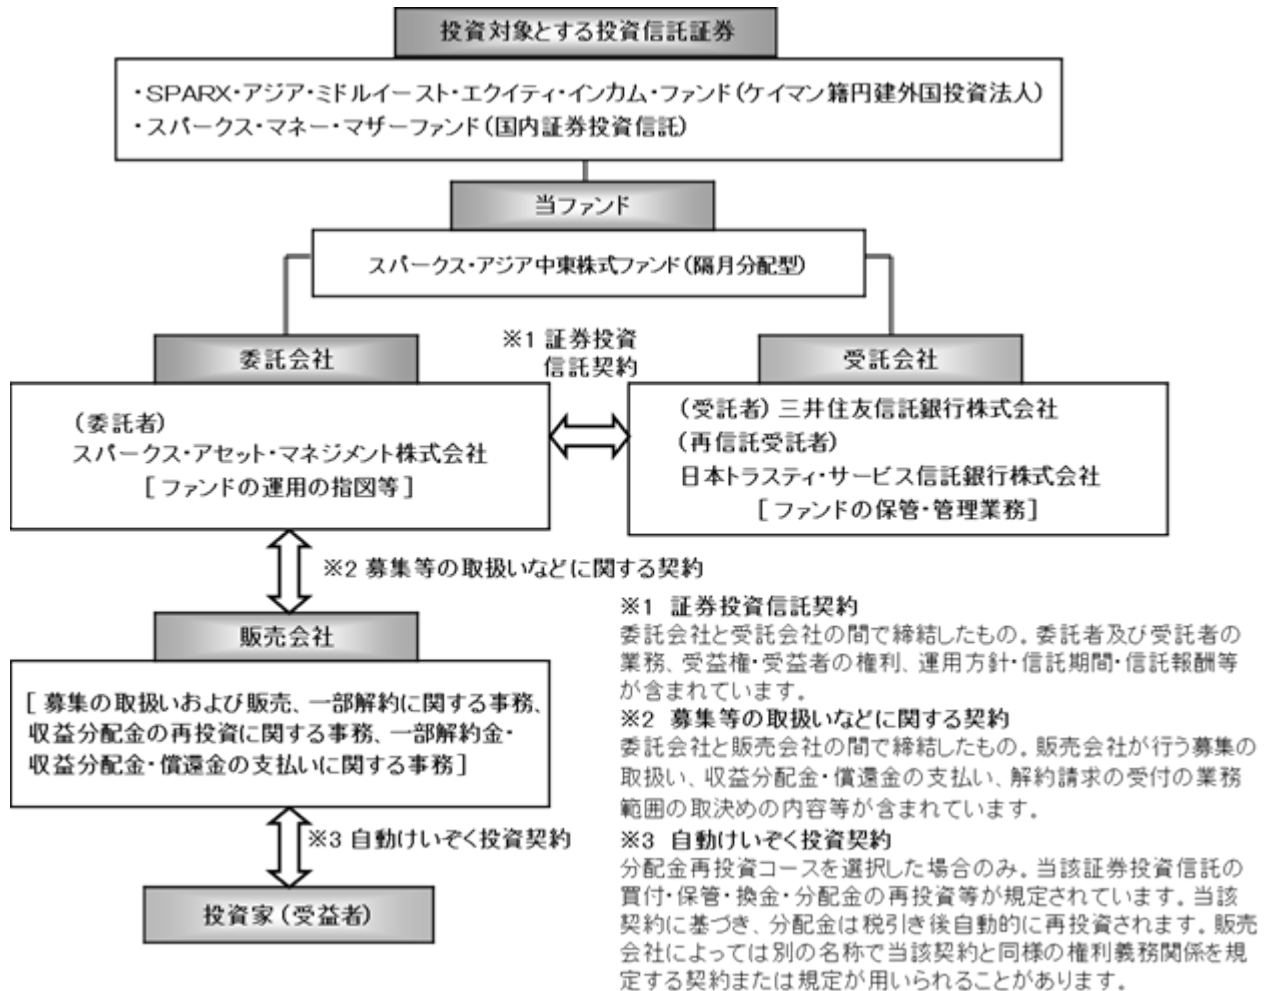 投資対象とする投資信託証券
・SPARX・アジア・ミドルイースト・エクイティ・インカム・ファンド(ケイマン籍円建外国投資法人)
・スパークス・マネー・マザーファンド(国内証券投資信託)
当ファンド
スパークス・アジア中東株式ファンド(隔月分配型)
委託会社
(委託者)
スパークス・アセット・マネジメント株式会社
[ファンドの運用の指図等]
※1 証券投資
信託契約
受託会社
(受託者) 三井住友信託銀行株式会社
(再信託受託者)
日本トラスティ・サービス信託銀行株式会社
[ファンドの保管・管理業務]
※2 募集等の取扱いなどに関する契約
販売会社
[ 募集の取扱いおよび販売、一部解約に関する事務、
収益分配金の再投資に関する事務、一部解約金・
収益分配金・償還金の支払いに関する事務]
※3 自動けいぞく投資契約
投資家(受益者)
※1 証券投資信託契約
委託会社と受託会社の間で締結したもの。委託者及び受託者の
業務、受益権・受益者の権利、運用方針・信託期間・信託報酬等
が含まれています。
※2 募集等の取扱いなどに関する契約
委託会社と販売会社の間で締結したもの。販売会社が行う募集の
取扱い、収益分配金・償還金の支払い、解約請求の受付の業務
範囲の取決めの内容等が含まれています。
※3 自動けいぞく投資契約
分配金再投資コースを選択した場合のみ。当該証券投資信託の
買付・保管・換金・分配金の再投資等が規定されています。当該
契約に基づき、分配金は税引き後自動的に再投資されます。販売
会社によっては別の名称で当該契約と同様の権利義務関係を規
定する契約または規定が用いられることがあります。